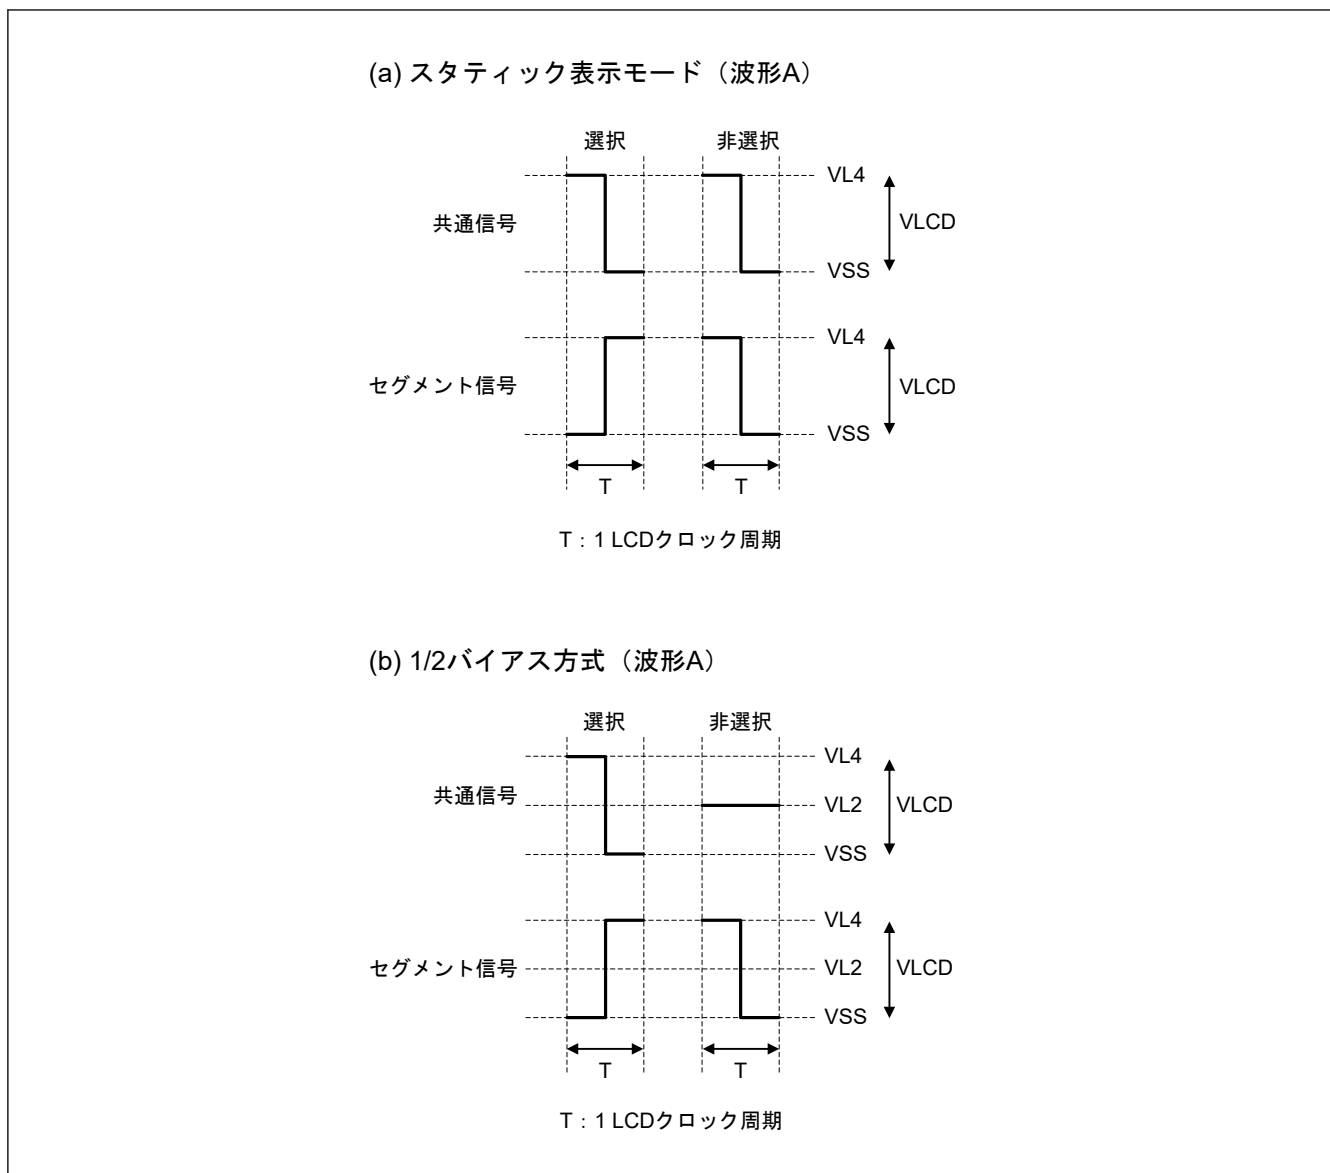 (a) スタティック表示モード（波形A）
選択 非選択
VL4
共通信号 VLCD
VSS
VL4
セグメント信号 VLCD
VSS
T T
T：1 LCDクロック周期
(b) 1/2バイアス方式（波形A）
選択 非選択
VL4
共通信号 VL2 VLCD
VSS
VL4
セグメント信号 VL2 VLCD
VSS
T T
T：1 LCDクロック周期